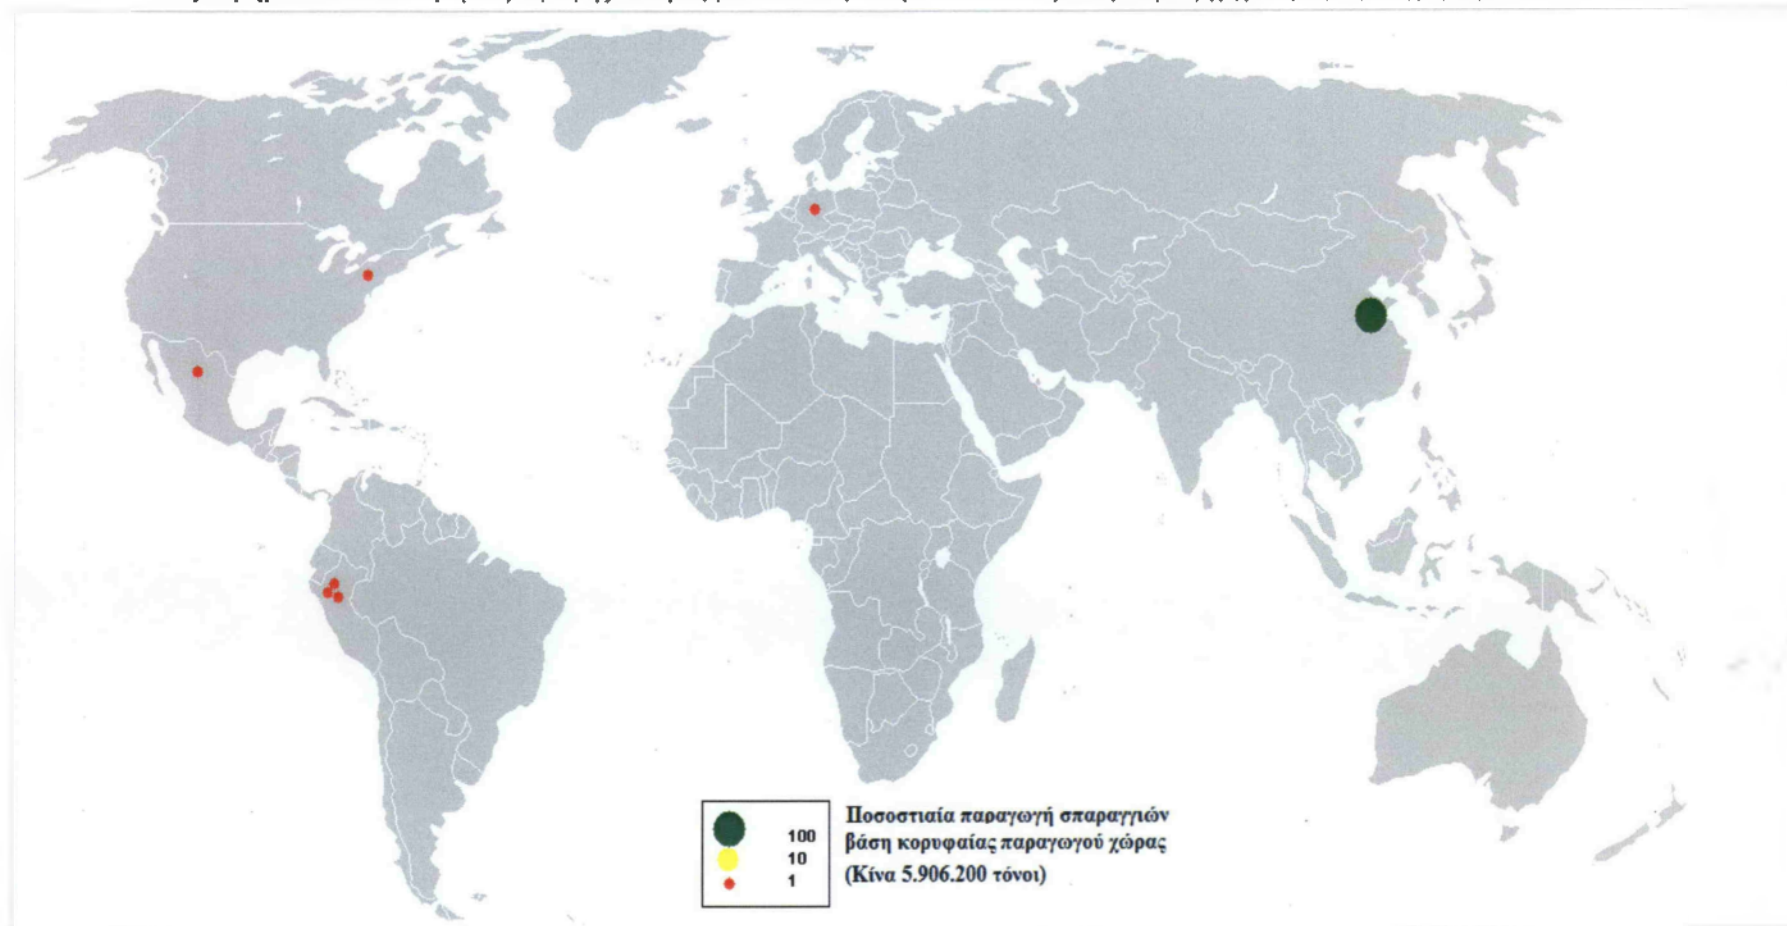 100
10
1
Ποσοστιαία παραγωγή σπαραγγιών
βάση κορυφαίας παραγωγού χώρας
(Κίνα 5.906.200 τόνοι)